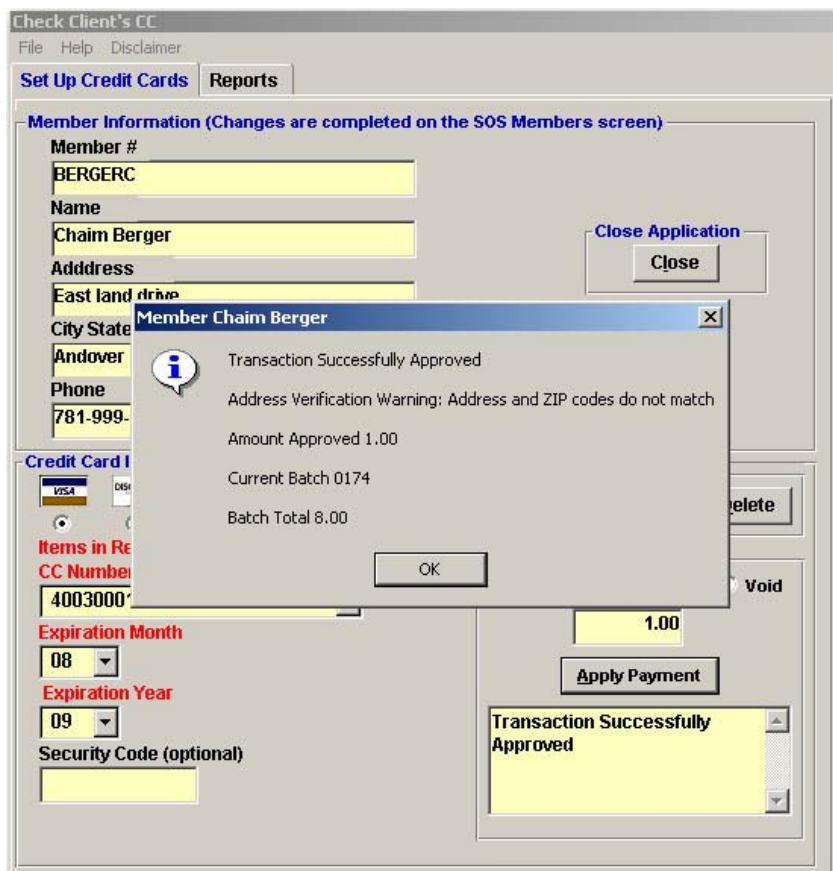 Check Client's CC
File Help Disclaimer
Set Up Credit Cards Reports
Member Information (Changes are completed on the SOS Members screen)
Member #
BERGERC
Name
Chaim Berger
Close Application
Close
Adddress
East land drive
City State
Andover
Phone
781-999-
Member Chaim Berger
Transaction Successfully Approved
Address Verification Warning: Address and ZIP codes do not match
Amount Approved 1.00
Current Batch 0174
Batch Total 8.00
OK
Credit Card I
VISA
elete
Items in Re
CC Number
4003000
Void
1.00
Expiration Month
08
Apply Payment
Expiration Year
09
Transaction Successfully
Approved
Security Code (optional)